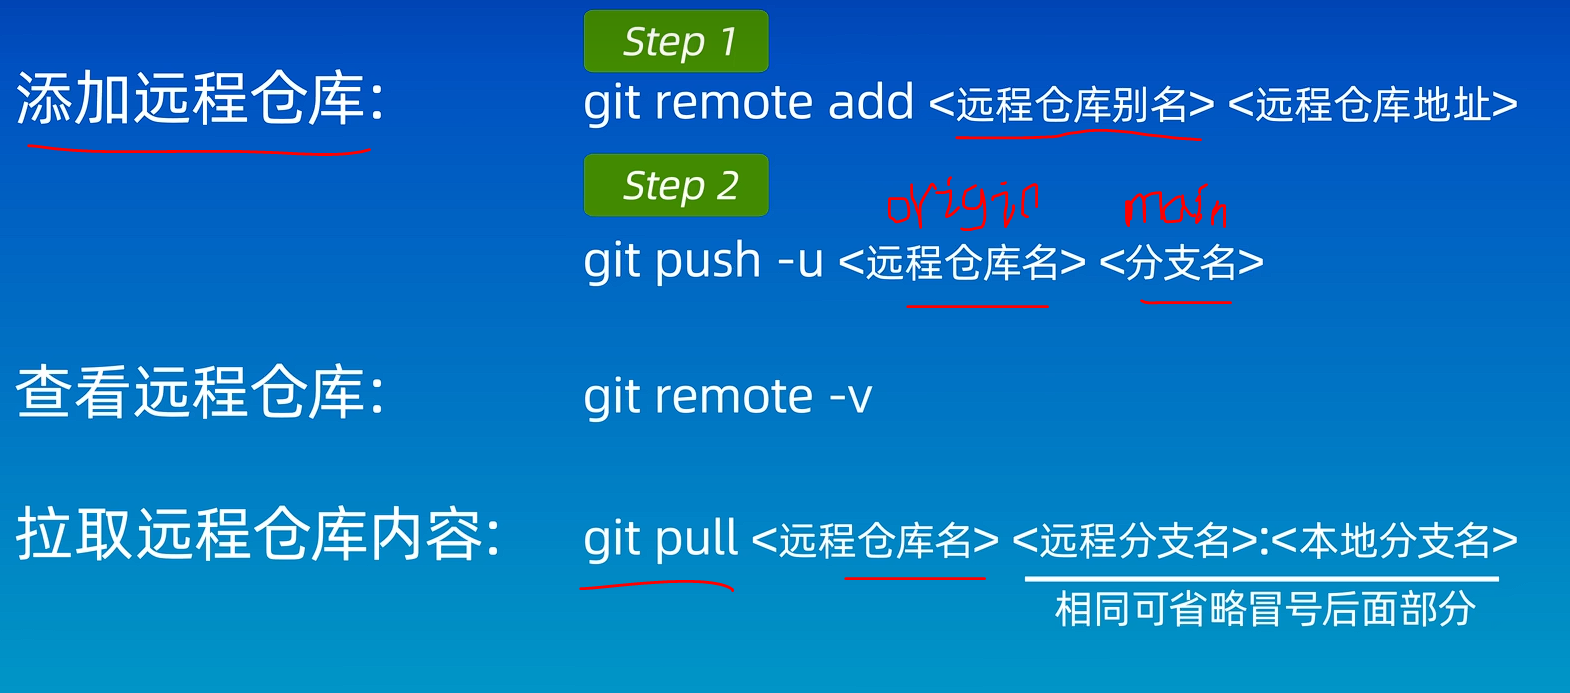 Step 1
添加远程仓库:
git remote add <远程仓库别名> <远程仓库地址>
Step 2
origin main
git push -u <远程仓库名> <分支名>
查看远程仓库:
git remote -v
拉取远程仓库内容:
git pull <远程仓库名> <远程分支名>:<本地分支名>
相同可省略冒号后面部分